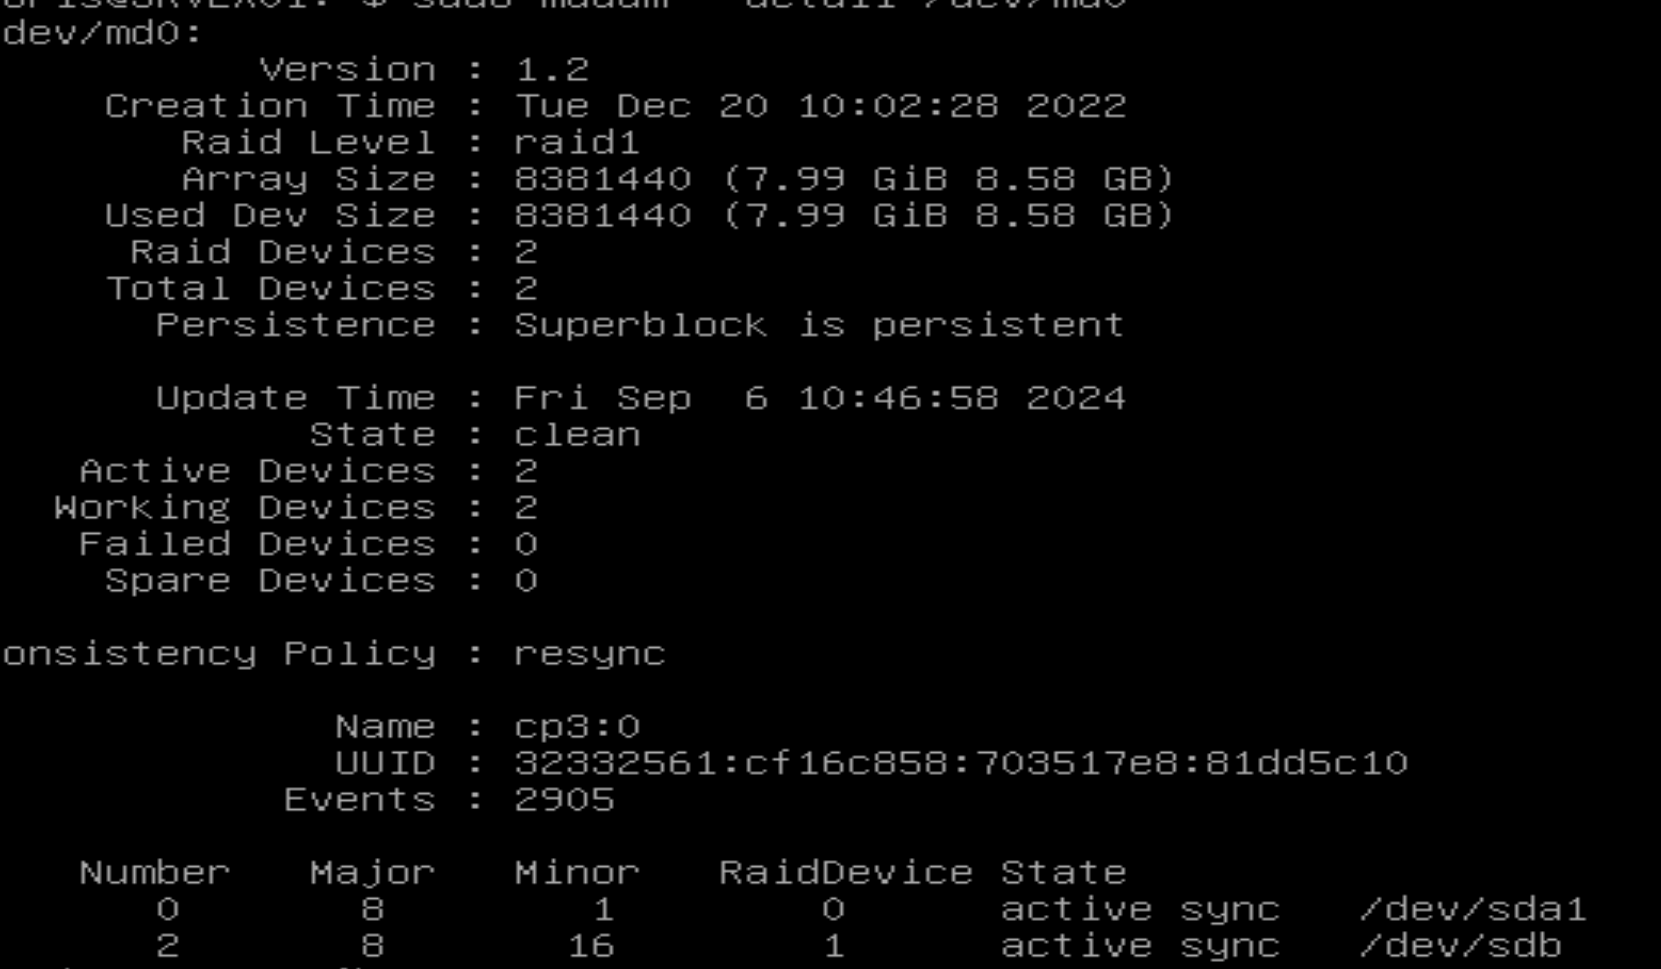 $ sudo mdadm --detail /dev/md0
dev/md0:
Version : 1.2
Creation Time : Tue Dec 20 10:02:28 2022
Raid Level : raid1
Array Size : 8381440 (7.99 GiB 8.58 GB)
Used Dev Size : 8381440 (7.99 GiB 8.58 GB)
Raid Devices : 2
Total Devices : 2
Persistence : Superblock is persistent
Update Time : Fri Sep  6 10:46:58 2024
State : clean
Active Devices : 2
Working Devices : 2
Failed Devices : 0
Spare Devices : 0
onsistency Policy : resync
Name : cp3:0
UUID : 32332561:cf16c858:703517e8:81dd5c10
Events : 2905
Number Major Minor RaidDevice State
0 8 1 0 active sync /dev/sda1
2 8 16 1 active sync /dev/sdb